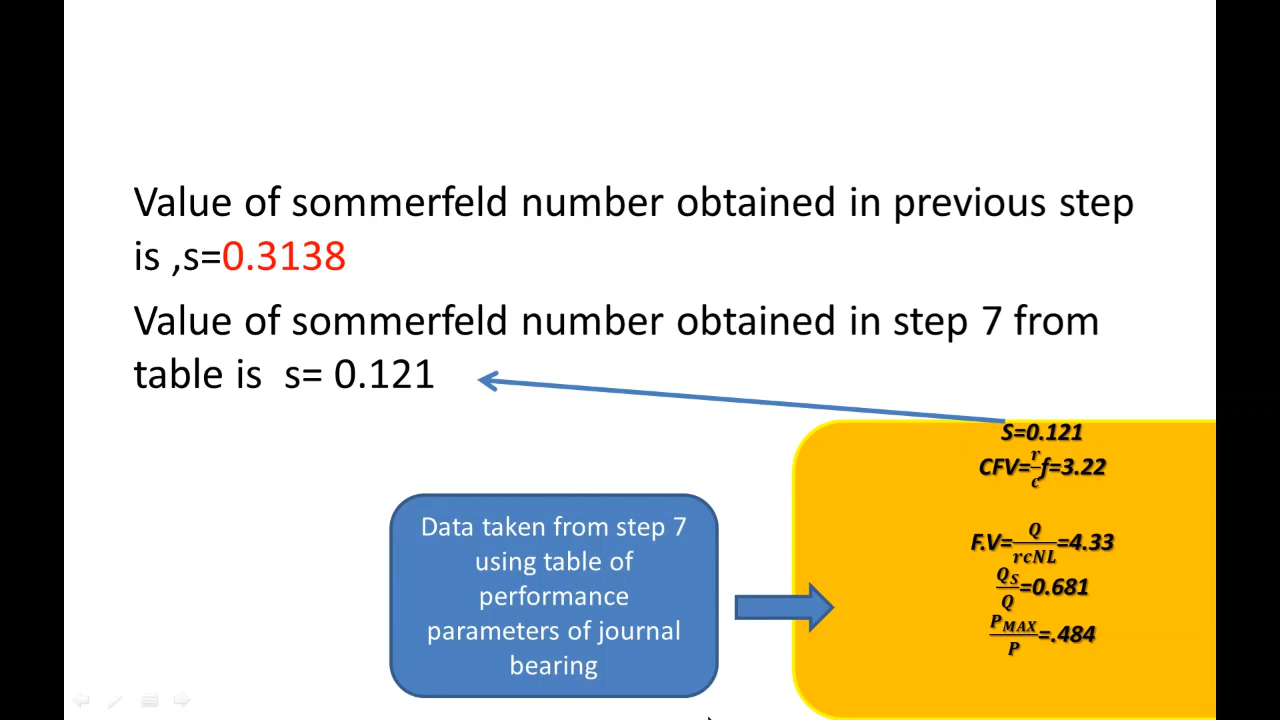 Value of sommerfeld number obtained in previous step
is ,s=0.3138
Value of sommerfeld number obtained in step 7 from
table is s= 0.121
S=0.121
CFV=r/c f=3.22
Data taken from step 7
using table of
performance
parameters of journal
bearing
F.V=Q/rcNL=4.33
Q_S/Q=0.681
P_MAX/P=.484